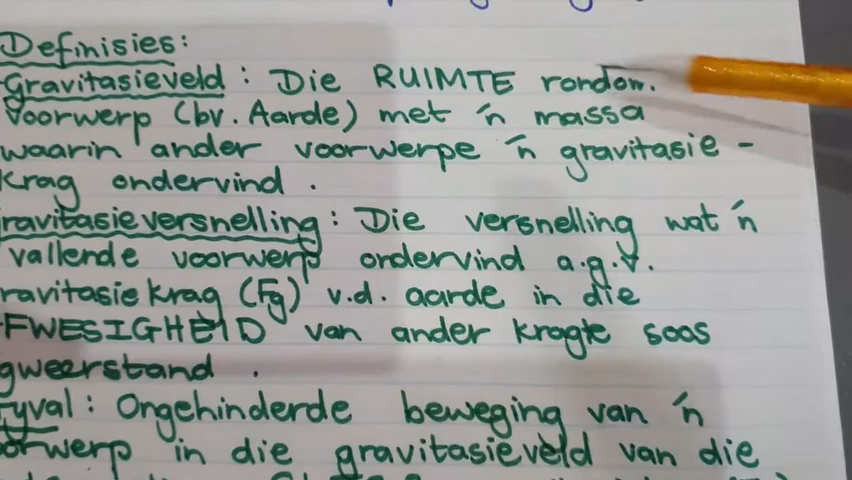 Definisies:
Gravitasieveld : Die RUIMTE rondom.
Voorwerp (bv. Aarde) met 'n massa
waarin ander voorwerpe 'n gravitasie -
krag ondervind .
ravitasieversnelling : Die versnelling wat 'n
vallende voorwerp ondervind a.g.v.
ravitasiekrag (Fg) v.d. aarde in die
FWESIGHEID van ander kragte soos
gweerstand .
ryval : Ongehinderde beweging van 'n
oorwerp in die gravitasieveld van die